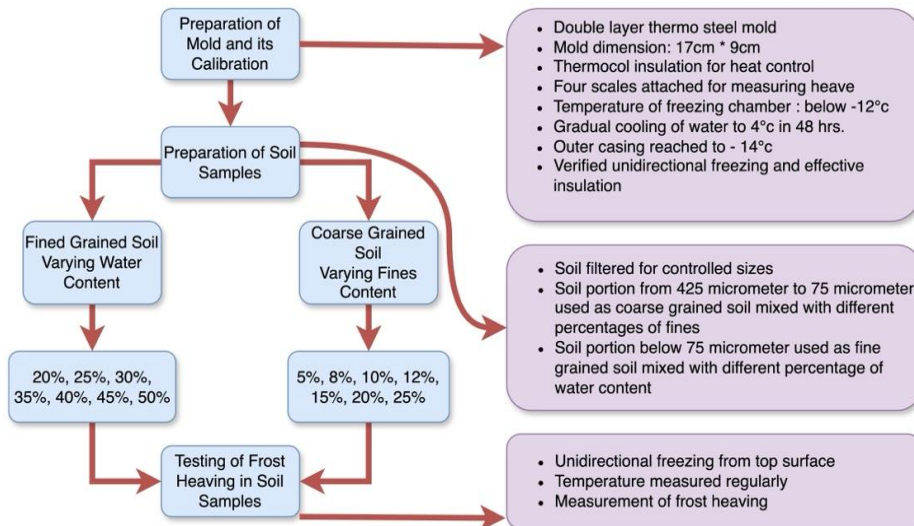 Preparation of
Mold and its
Calibration
• Double layer thermo steel mold
• Mold dimension: 17cm * 9cm
• Thermocol insulation for heat control
• Four scales attached for measuring heave
• Temperature of freezing chamber : below -12°c
• Gradual cooling of water to 4°c in 48 hrs.
• Outer casing reached to - 14°c
• Verified unidirectional freezing and effective
insulation
Preparation of Soil
Samples
Fined Grained Soil
Varying Water
Content
Coarse Grained
Soil
Varying Fines
Content
• Soil filtered for controlled sizes
• Soil portion from 425 micrometer to 75 micrometer
used as coarse grained soil mixed with different
percentages of fines
• Soil portion below 75 micrometer used as fine
grained soil mixed with different percentage of
water content
20%, 25%, 30%,
35%, 40%, 45%, 50%
5%, 8%, 10%, 12%,
15%, 20%, 25%
Testing of Frost
Heaving in Soil
Samples
• Unidirectional freezing from top surface
• Temperature measured regularly
• Measurement of frost heaving